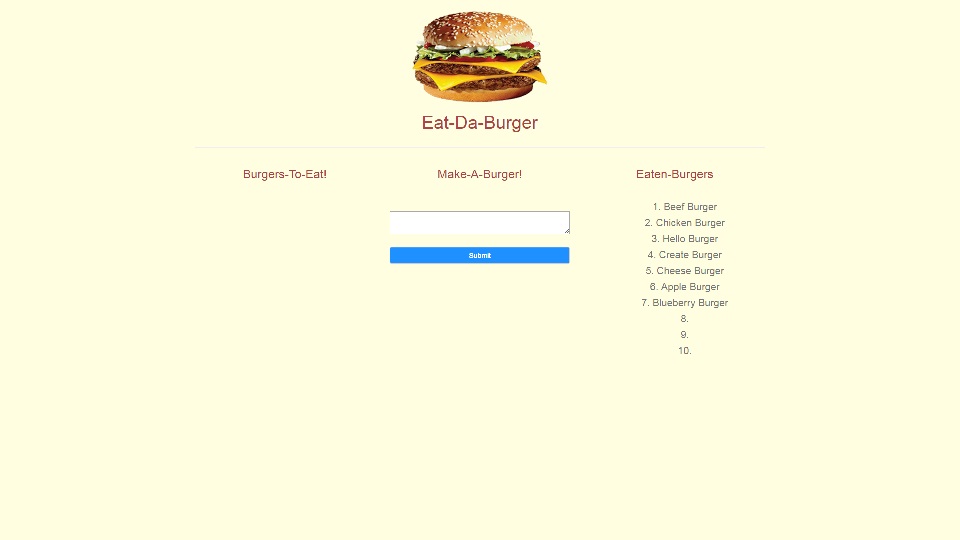 Eat-Da-Burger
Burgers-To-Eat!
Make-A-Burger!
Submit
Eaten-Burgers
1. Beef Burger
2. Chicken Burger
3. Hello Burger
4. Create Burger
5. Cheese Burger
6. Apple Burger
7. Blueberry Burger
8.
9.
10.